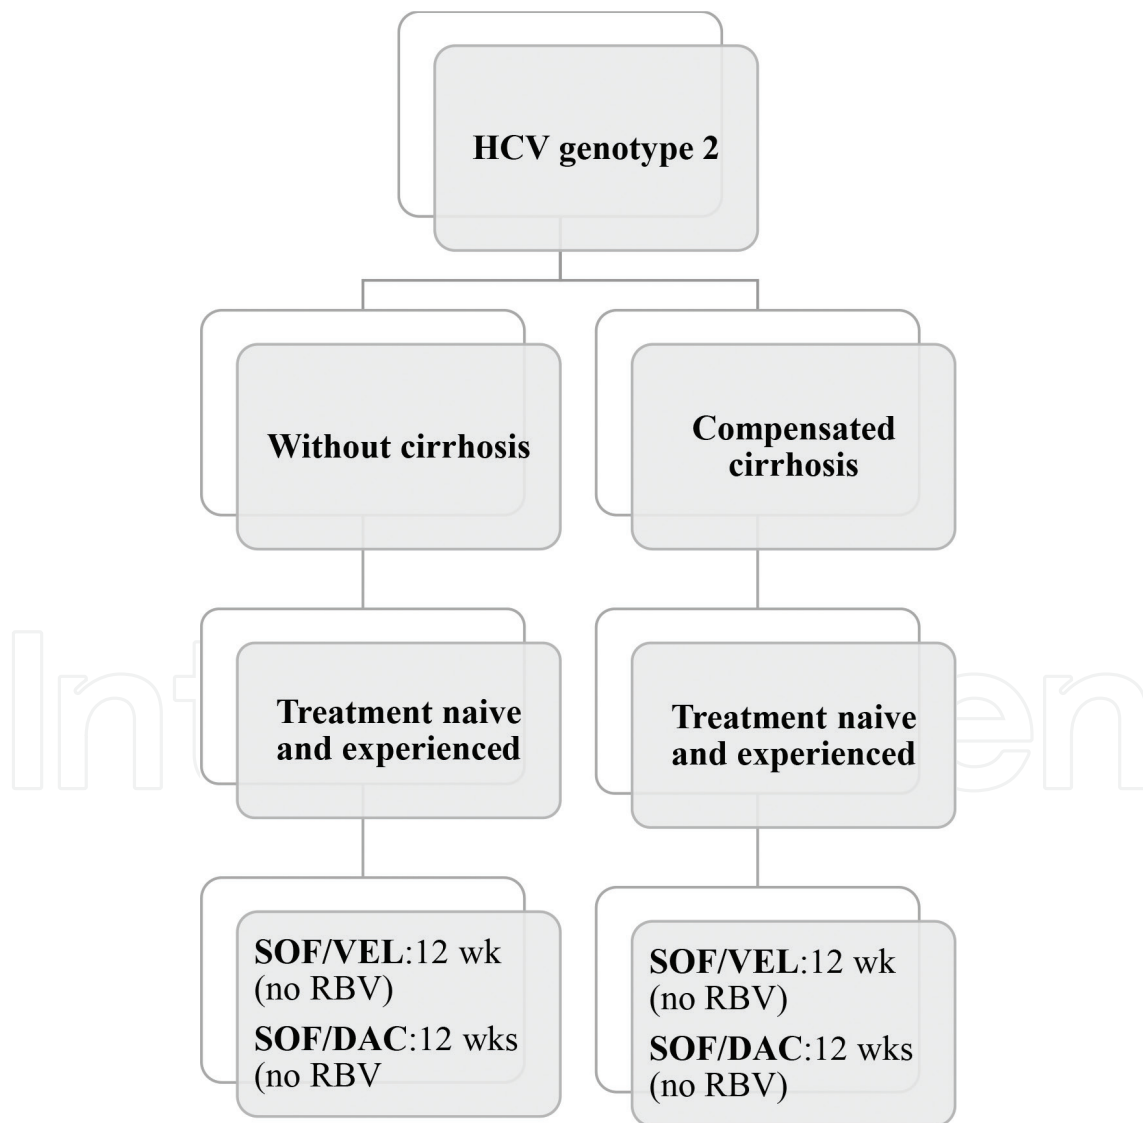 HCV genotype 2
Without cirrhosis
Compensated
cirrhosis
Treatment naive
and experienced
Treatment naive
and experienced
SOF/VEL:12 wk
(no RBV)
SOF/DAC:12 wks
(no RBV
SOF/VEL:12 wk
(no RBV)
SOF/DAC:12 wks
(no RBV)